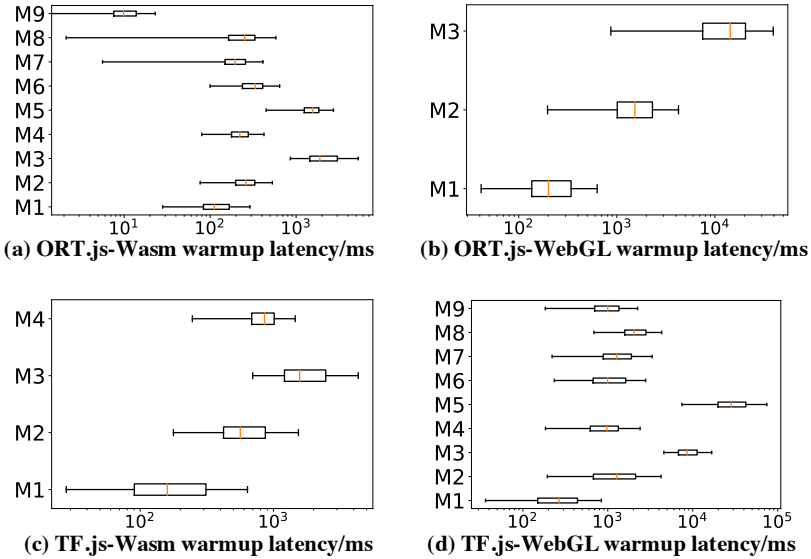 M9
M8
M7
M6
M5
M4
M3
M2
M1
10¹ 10² 10³
(a) ORT.js-Wasm warmup latency/ms
M3
M2
M1
10² 10³ 10⁴
(b) ORT.js-WebGL warmup latency/ms
M4
M3
M2
M1
10² 10³
(c) TF.js-Wasm warmup latency/ms
M9
M8
M7
M6
M5
M4
M3
M2
M1
10² 10³ 10⁴ 10⁵
(d) TF.js-WebGL warmup latency/ms